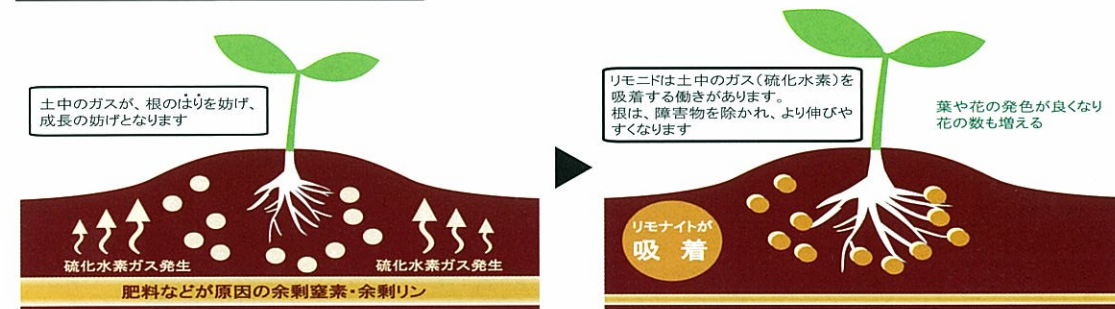 土中のガスが、根のはりを妨げ、
成長の妨げとなります
硫化水素ガス発生
硫化水素ガス発生
肥料などが原因の余剰窒素・余剰リン
リモニドは土中のガス(硫化水素)を
吸着する働きがあります。
根は、障害物を除かれ、より伸びや
すくなります
葉や花の発色が良くなり
花の数も増える
リモナイトが
吸着